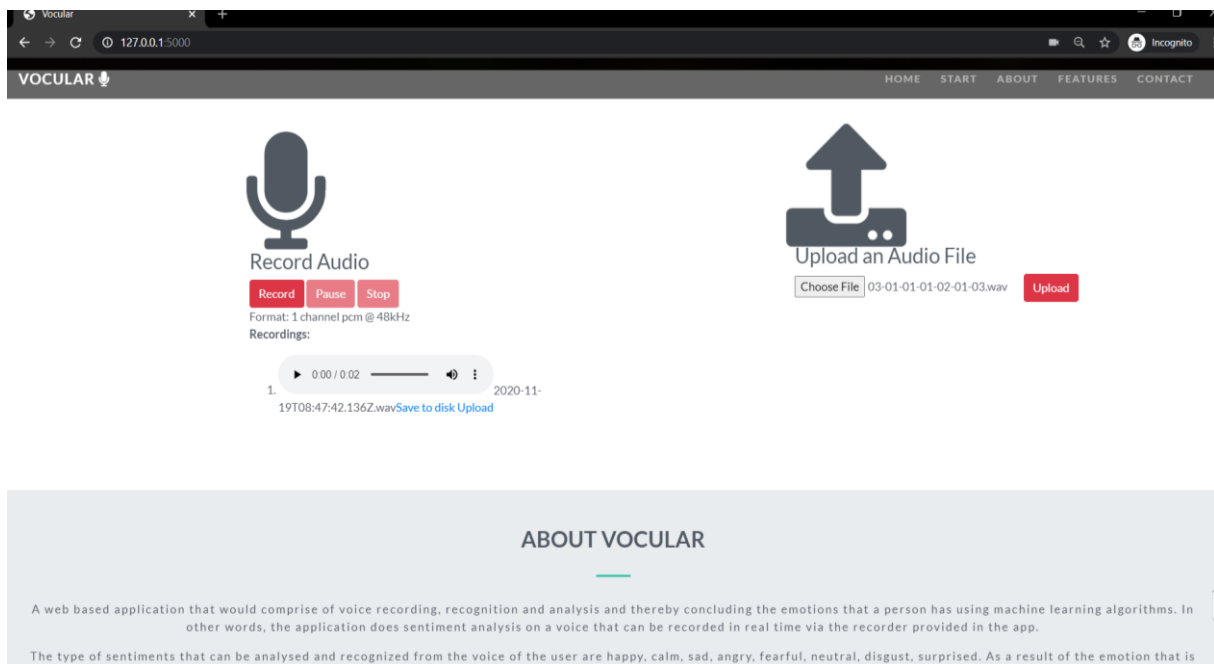 Vocular
127.0.0.1:5000
Incognito
VOCULAR
HOME START ABOUT FEATURES CONTACT
Record Audio
Record Pause Stop
Format: 1 channel pcm @ 48kHz
Recordings:
0:00 / 0:02
1. 2020-11-
19T08:47:42.136Z.wavSave to disk Upload
Upload an Audio File
Choose File 03-01-01-01-02-01-03.wav Upload
ABOUT VOCULAR
A web based application that would comprise of voice recording, recognition and analysis and thereby concluding the emotions that a person has using machine learning algorithms. In
other words, the application does sentiment analysis on a voice that can be recorded in real time via the recorder provided in the app.
The type of sentiments that can be analysed and recognized from the voice of the user are happy, calm, sad, angry, fearful, neutral, disgust, surprised. As a result of the emotion that is